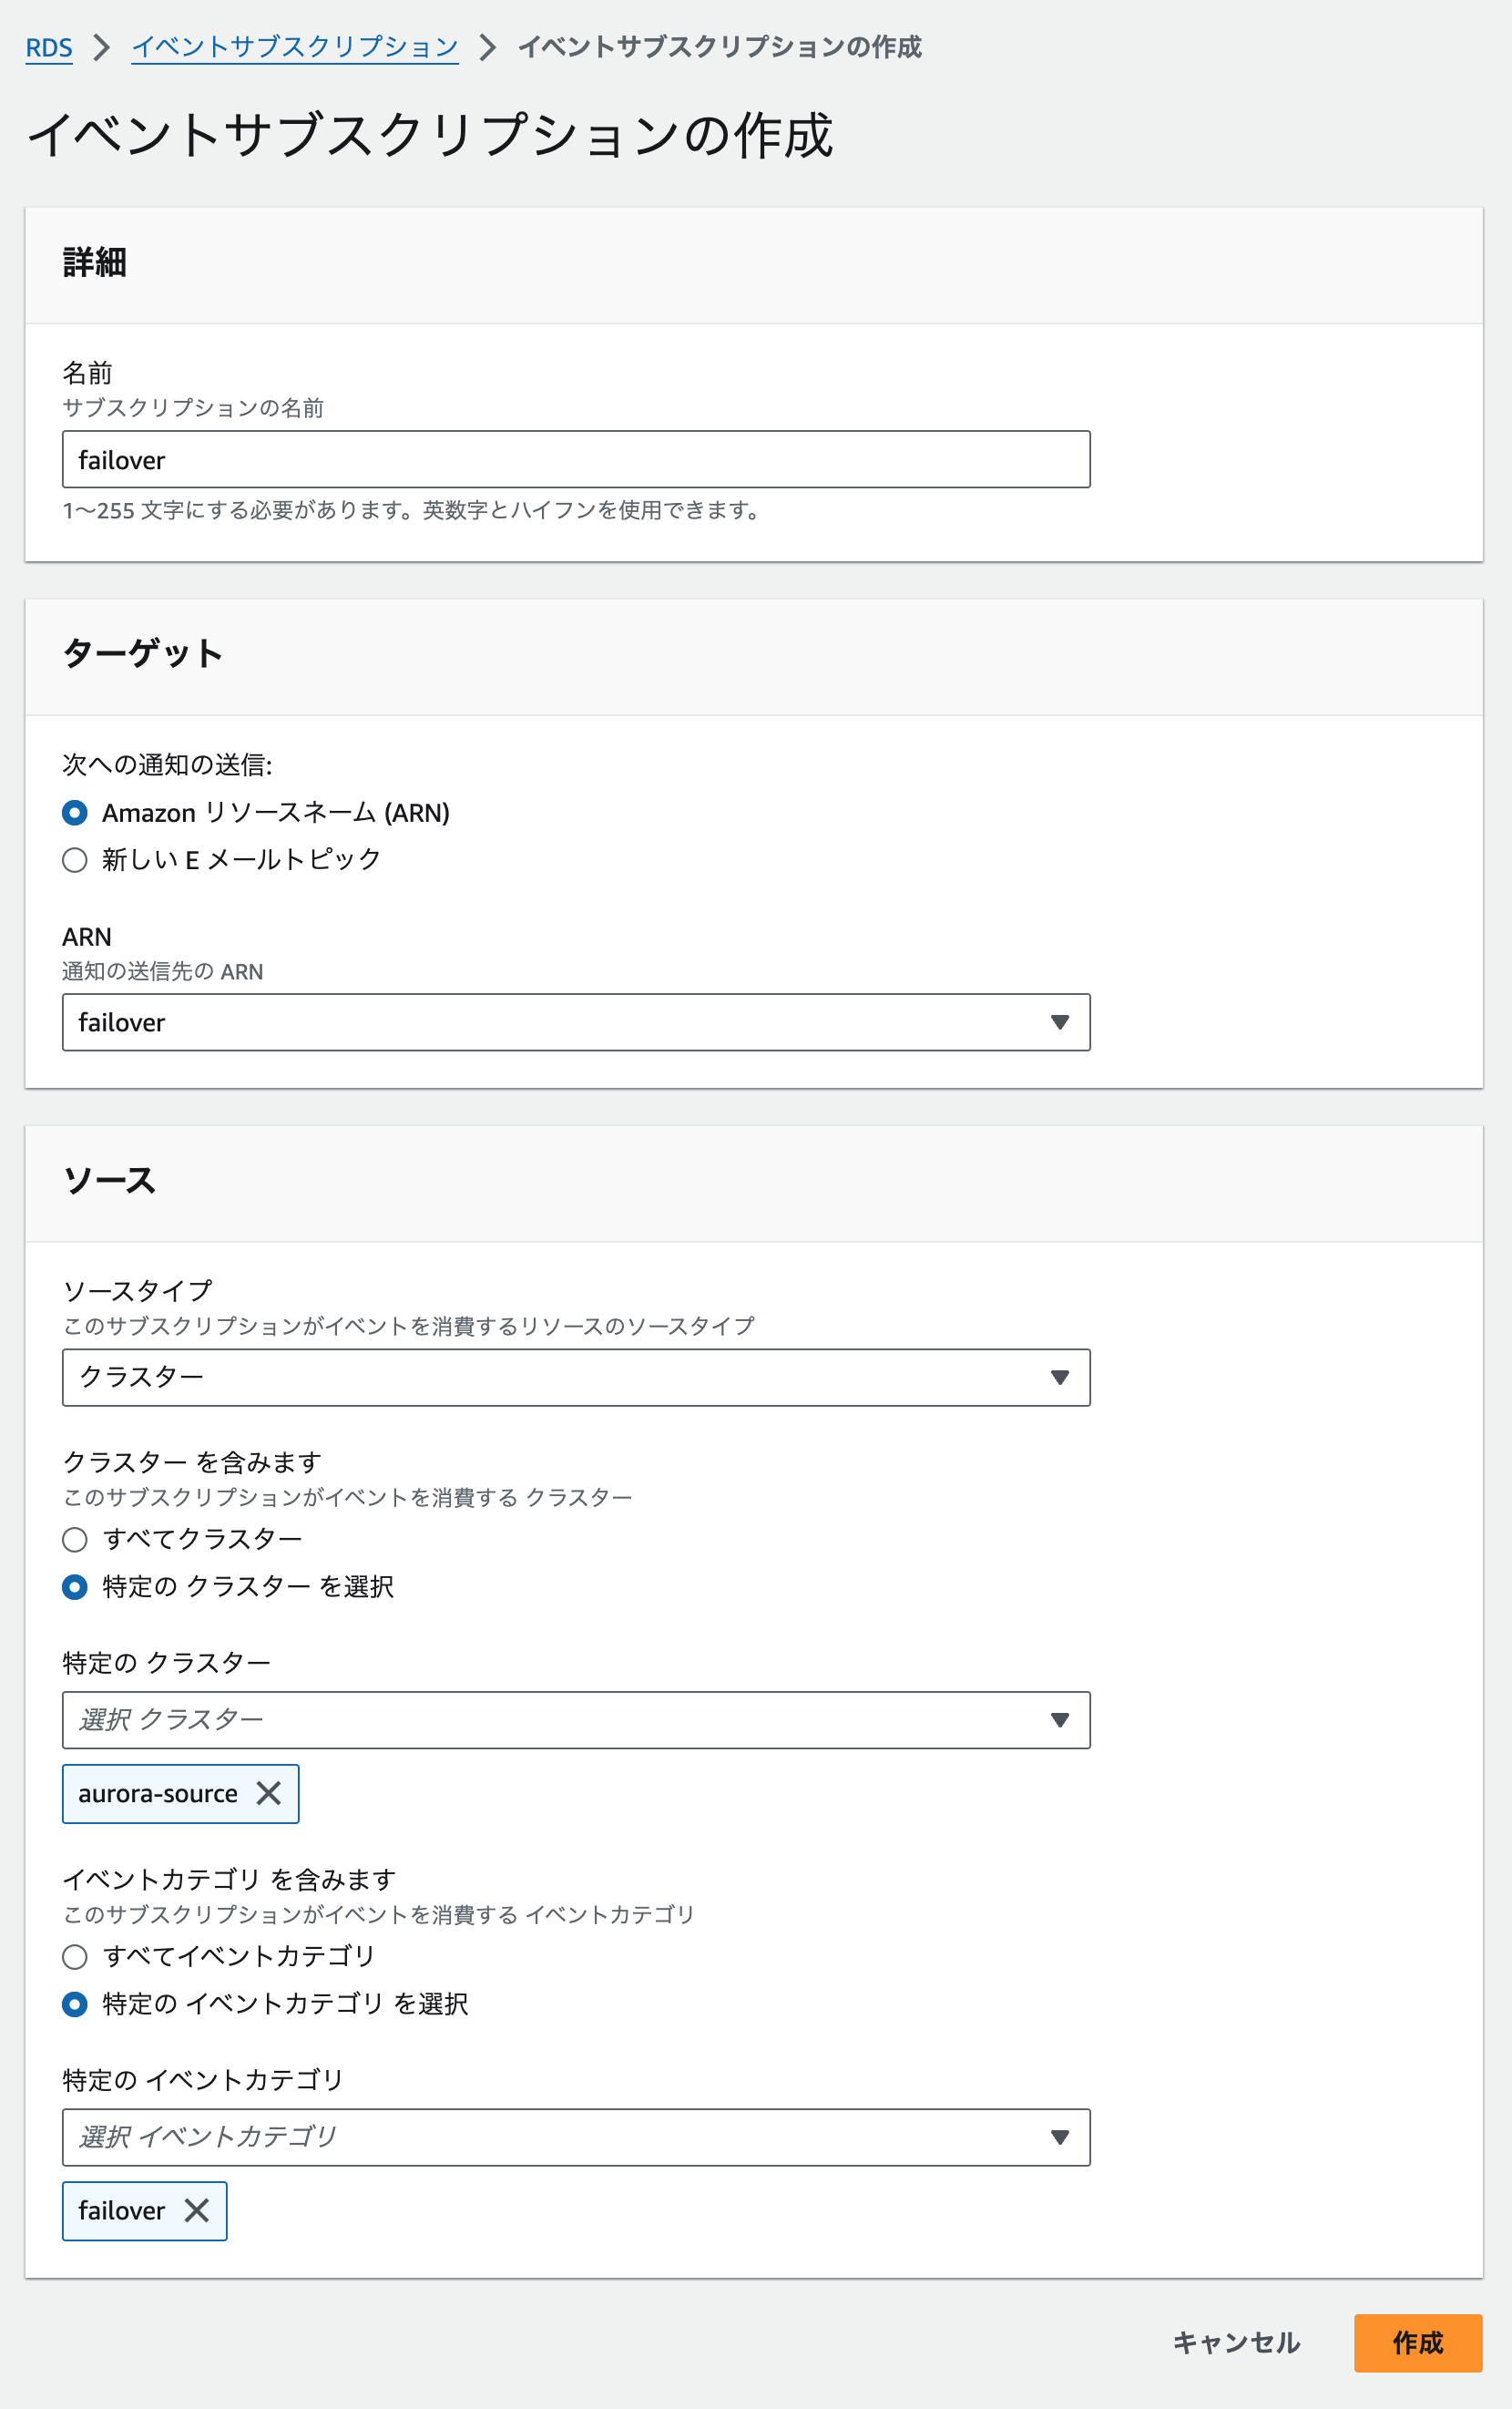 RDS > イベントサブスクリプション > イベントサブスクリプションの作成
イベントサブスクリプションの作成
詳細
名前
サブスクリプションの名前
failover
1～255 文字にする必要があります。英数字とハイフンを使用できます。
ターゲット
次への通知の送信:
Amazon リソースネーム (ARN)
新しい E メールトピック
ARN
通知の送信先の ARN
failover
ソース
ソースタイプ
このサブスクリプションがイベントを消費するリソースのソースタイプ
クラスター
クラスター を含みます
このサブスクリプションがイベントを消費する クラスター
すべてクラスター
特定の クラスター を選択
特定の クラスター
選択 クラスター
aurora-source
イベントカテゴリ を含みます
このサブスクリプションがイベントを消費する イベントカテゴリ
すべてイベントカテゴリ
特定の イベントカテゴリ を選択
特定の イベントカテゴリ
選択 イベントカテゴリ
failover
キャンセル 作成